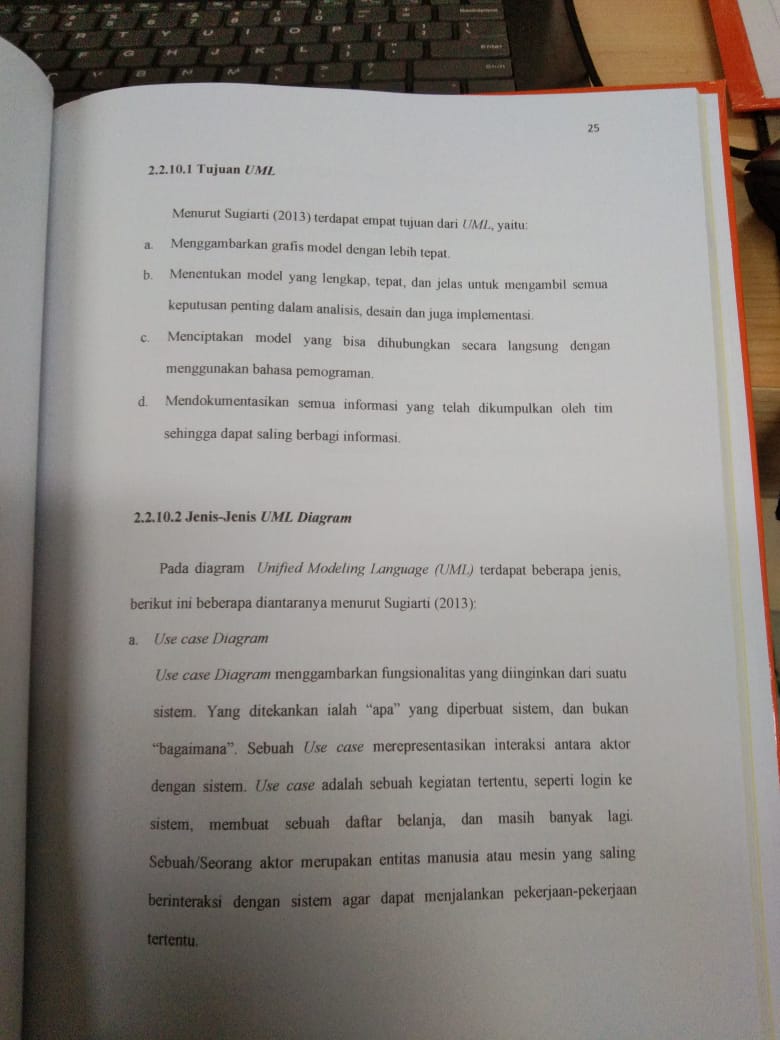 25
2.2.10.1 Tujuan UML
Menurut Sugiarti (2013) terdapat empat tujuan dari UML, yaitu:
a. Menggambarkan grafis model dengan lebih tepat.
b. Menentukan model yang lengkap, tepat, dan jelas untuk mengambil semua
keputusan penting dalam analisis, desain dan juga implementasi.
c. Menciptakan model yang bisa dihubungkan secara langsung dengan
menggunakan bahasa pemograman.
d. Mendokumentasikan semua informasi yang telah dikumpulkan oleh tim
sehingga dapat saling berbagi informasi.
2.2.10.2 Jenis-Jenis UML Diagram
Pada diagram Unified Modeling Language (UML) terdapat beberapa jenis,
berikut ini beberapa diantaranya menurut Sugiarti (2013):
a. Use case Diagram
Use case Diagram menggambarkan fungsionalitas yang diinginkan dari suatu
sistem. Yang ditekankan ialah “apa” yang diperbuat sistem, dan bukan
“bagaimana”. Sebuah Use case merepresentasikan interaksi antara aktor
dengan sistem. Use case adalah sebuah kegiatan tertentu, seperti login ke
sistem, membuat sebuah daftar belanja, dan masih banyak lagi.
Sebuah/Seorang aktor merupakan entitas manusia atau mesin yang saling
berinteraksi dengan sistem agar dapat menjalankan pekerjaan-pekerjaan
tertentu.